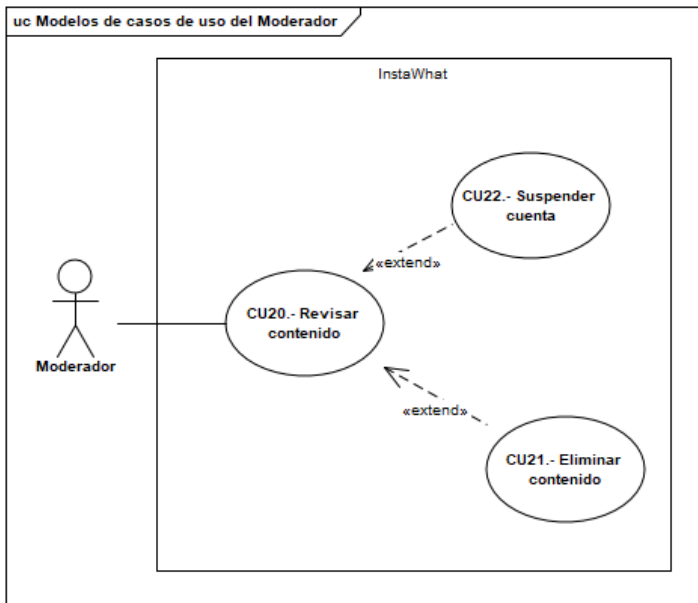 uc Modelos de casos de uso del Moderador
InstaWhat
CU22.- Suspender
cuenta
«extend»
CU20.- Revisar
contenido
Moderador
«extend»
CU21.- Eliminar
contenido